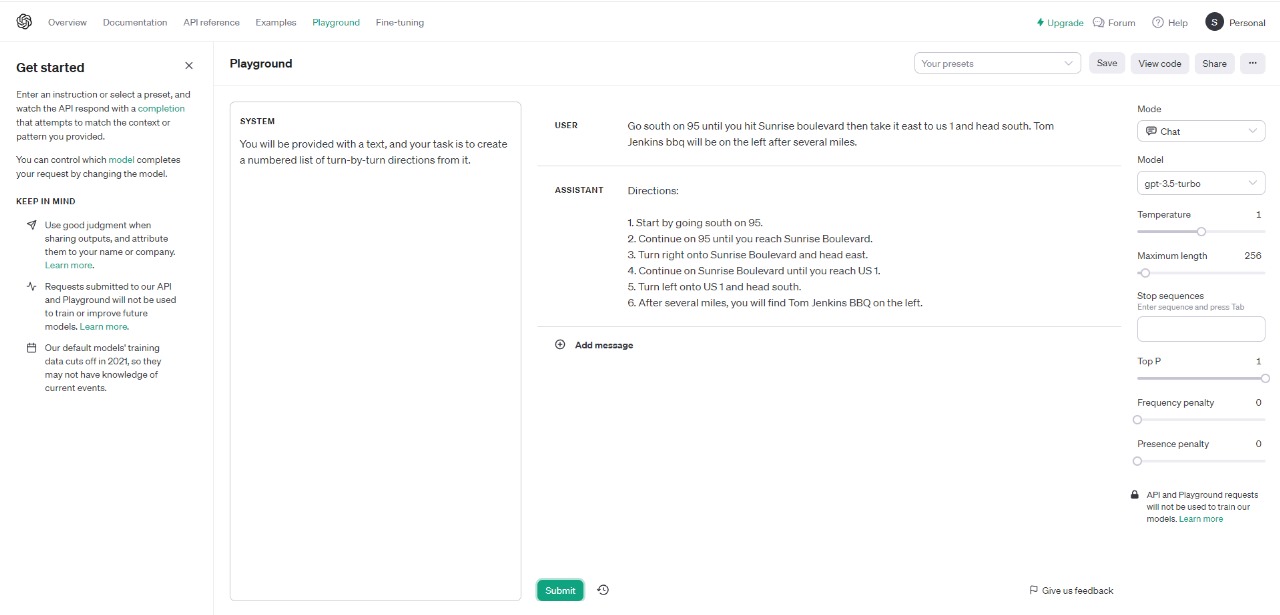 Overview Documentation API reference Examples Playground Fine-tuning Upgrade Forum Help S Personal
Get started
Enter an instruction or select a preset, and
watch the API respond with a completion
that attempts to match the context or
pattern you provided.
You can control which model completes
your request by changing the model.
KEEP IN MIND
Use good judgment when
sharing outputs, and attribute
them to your name or company.
Learn more.
Requests submitted to our API
and Playground will not be used
to train or improve future
models. Learn more.
Our default models' training
data cuts off in 2021, so they
may not have knowledge of
current events.
Playground
Your presets Save View code Share ...
SYSTEM
You will be provided with a text, and your task is to create
a numbered list of turn-by-turn directions from it.
USER Go south on 95 until you hit Sunrise boulevard then take it east to us 1 and head south. Tom
Jenkins bbq will be on the left after several miles.
ASSISTANT Directions:
1. Start by going south on 95.
2. Continue on 95 until you reach Sunrise Boulevard.
3. Turn right onto Sunrise Boulevard and head east.
4. Continue on Sunrise Boulevard until you reach US 1.
5. Turn left onto US 1 and head south.
6. After several miles, you will find Tom Jenkins BBQ on the left.
Add message
Submit
Give us feedback
Mode
Chat
Model
gpt-3.5-turbo
Temperature 1
Maximum length 256
Stop sequences
Enter sequence and press Tab
Top P 1
Frequency penalty 0
Presence penalty 0
API and Playground requests
will not be used to train our
models. Learn more